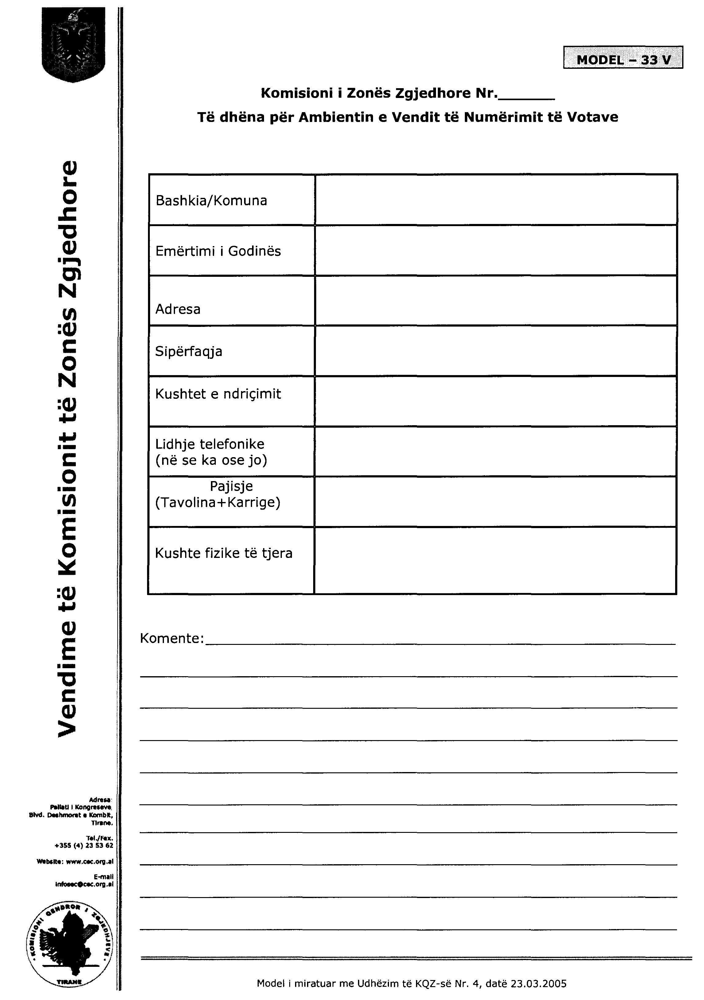 MODEL – 33 V
Komisioni i Zonës Zgjedhore Nr.________
Të dhëna për Ambientin e Vendit të Numërimit të Votave
Vendime të Komisionit të Zonës Zgjedhore
Bashkia/Komuna
Emërtimi i Godinës
Adresa
Sipërfaqja
Kushtet e ndriçimit
Lidhje telefonike
(në se ka ose jo)
Pajisje
(Tavolina+Karrige)
Kushte fizike të tjera
Komente:
Adresa:
Pallati i Kongreseve,
Blvd. Deshmorat e Kombit,
Tirane.
Tel./Fax.
+355 (4) 23 53 62
Website: www.cec.org.al
E-mail
infosec@cec.org.al
• KOMISIONI QENDROR I ZGJEDHJEVE •
TIRANE
Model i miratuar me Udhëzim të KQZ-së Nr. 4, datë 23.03.2005